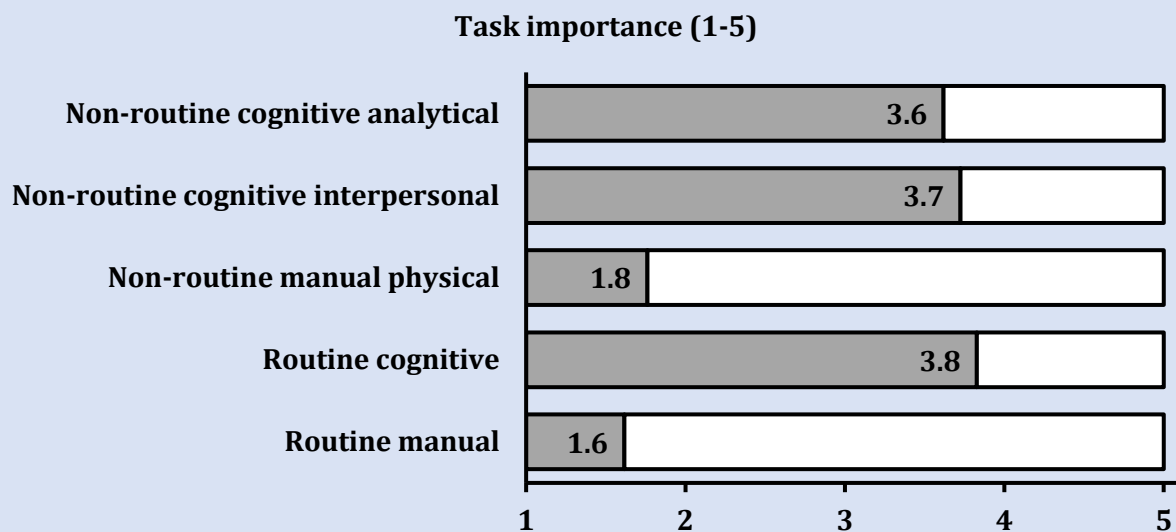 Task importance (1-5)
Non-routine cognitive analytical
3.6
Non-routine cognitive interpersonal
3.7
Non-routine manual physical
1.8
Routine cognitive
3.8
Routine manual
1.6
1 2 3 4 5